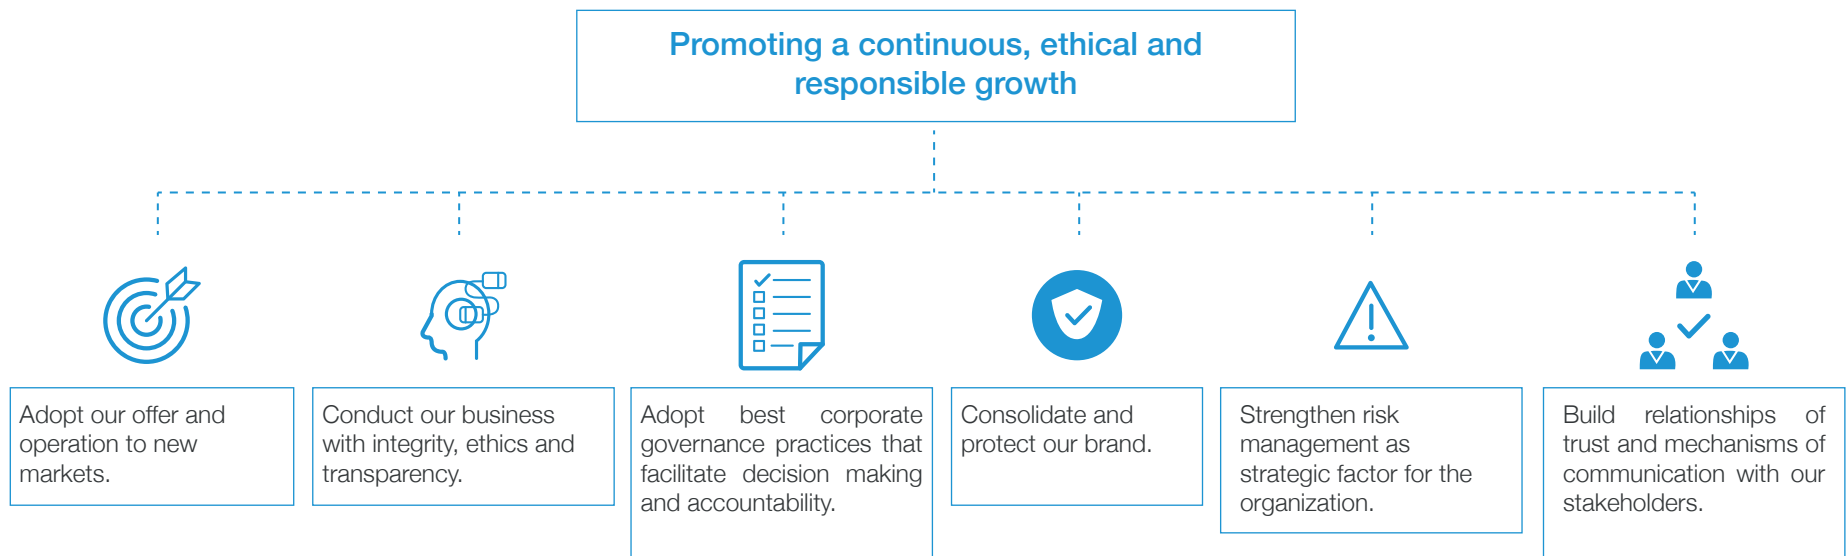 Promoting a continuous, ethical and
responsible growth
Adopt our offer and
operation to new
markets.
Conduct our business
with integrity, ethics and
transparency.
Adopt best corporate
governance practices that
facilitate decision making
and accountability.
Consolidate and
protect our brand.
Strengthen risk
management as
strategic factor for the
organization.
Build relationships of
trust and mechanisms of
communication with our
stakeholders.